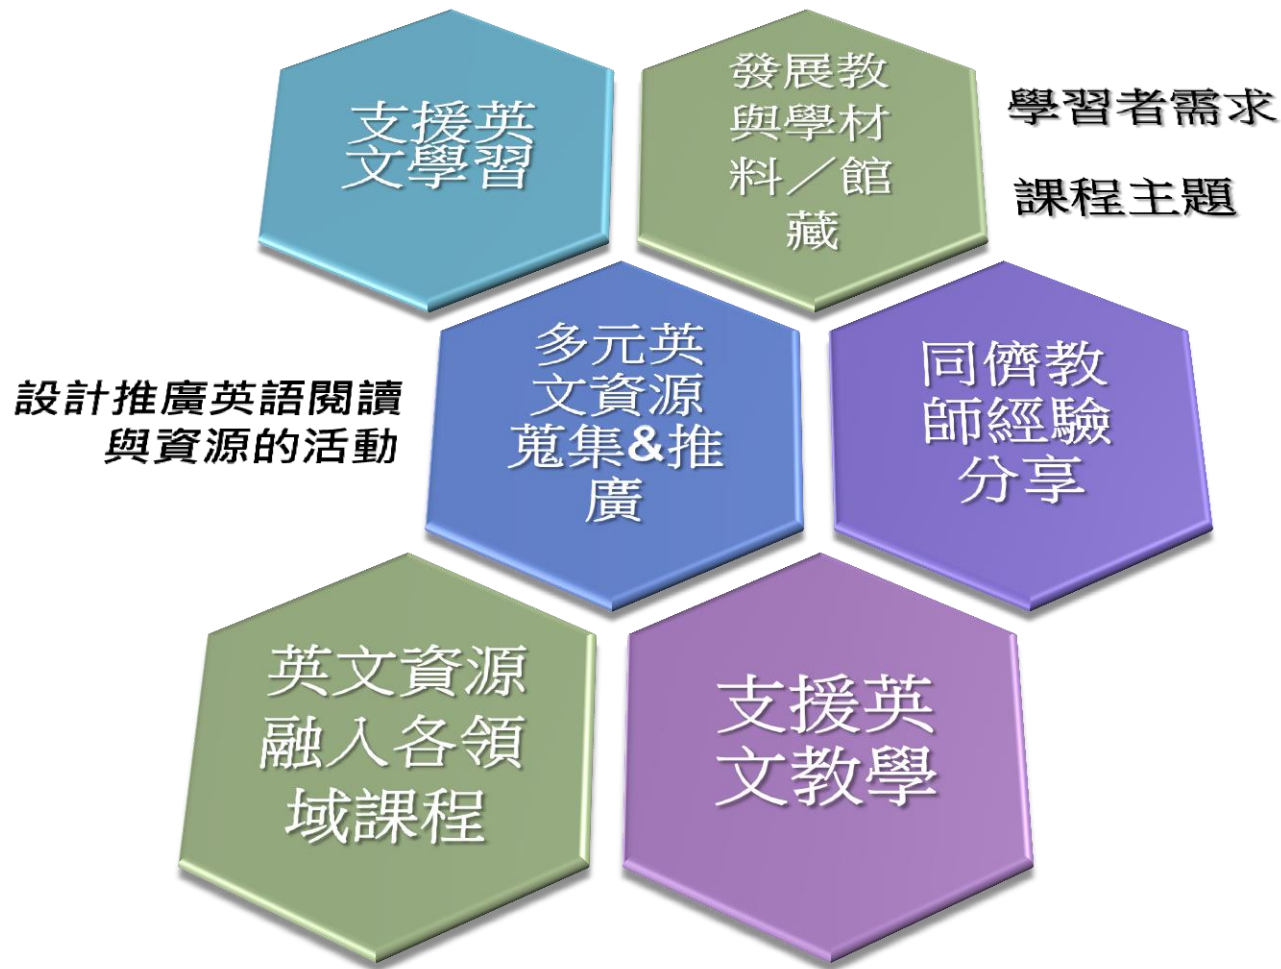 支援英
文學習
發展教
與學材
料／館
藏
學習者需求
課程主題
設計推廣英語閱讀
與資源的活動
多元英
文資源
蒐集&推
廣
同儕教
師經驗
分享
英文資源
融入各領
域課程
支援英
文教學